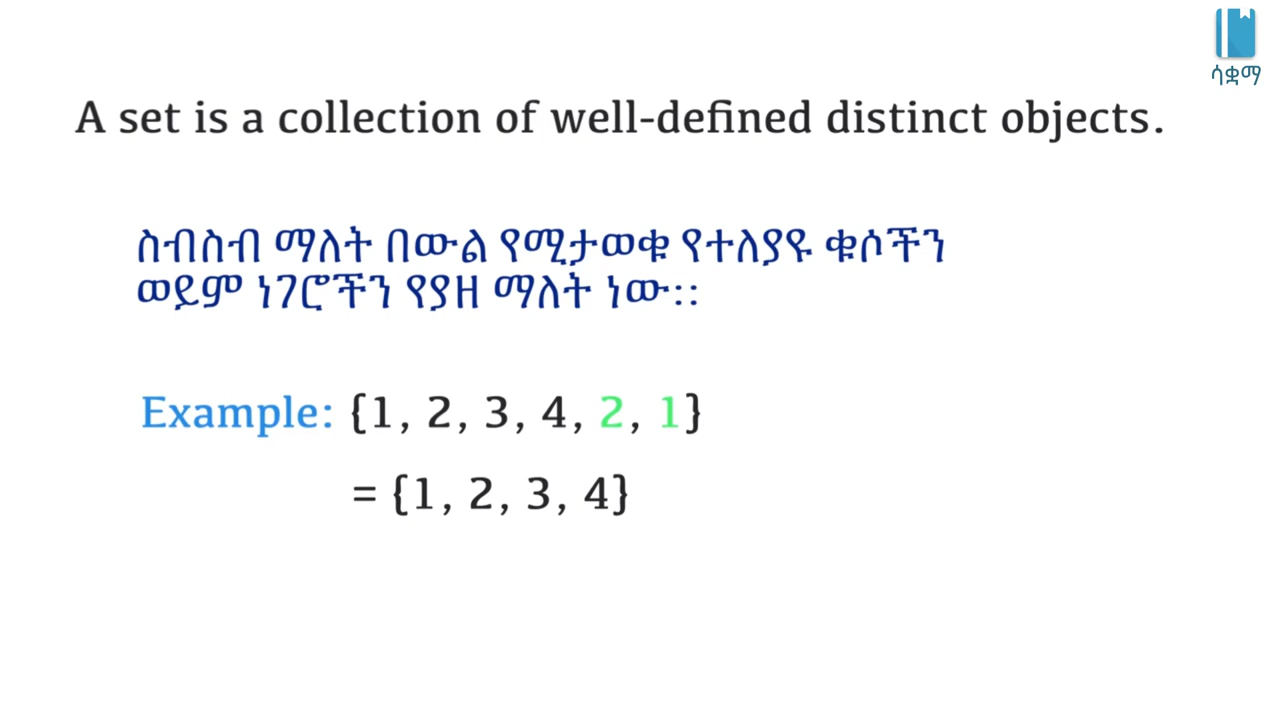 ሳቋማ
A set is a collection of well-defined distinct objects.
ስብስብ ማለት በውል የሚታወቁ የተለያዩ ቁሶችን
ወይም ነገሮችን የያዘ ማለት ነው::
Example: {1, 2, 3, 4, 2, 1}
= {1, 2, 3, 4}